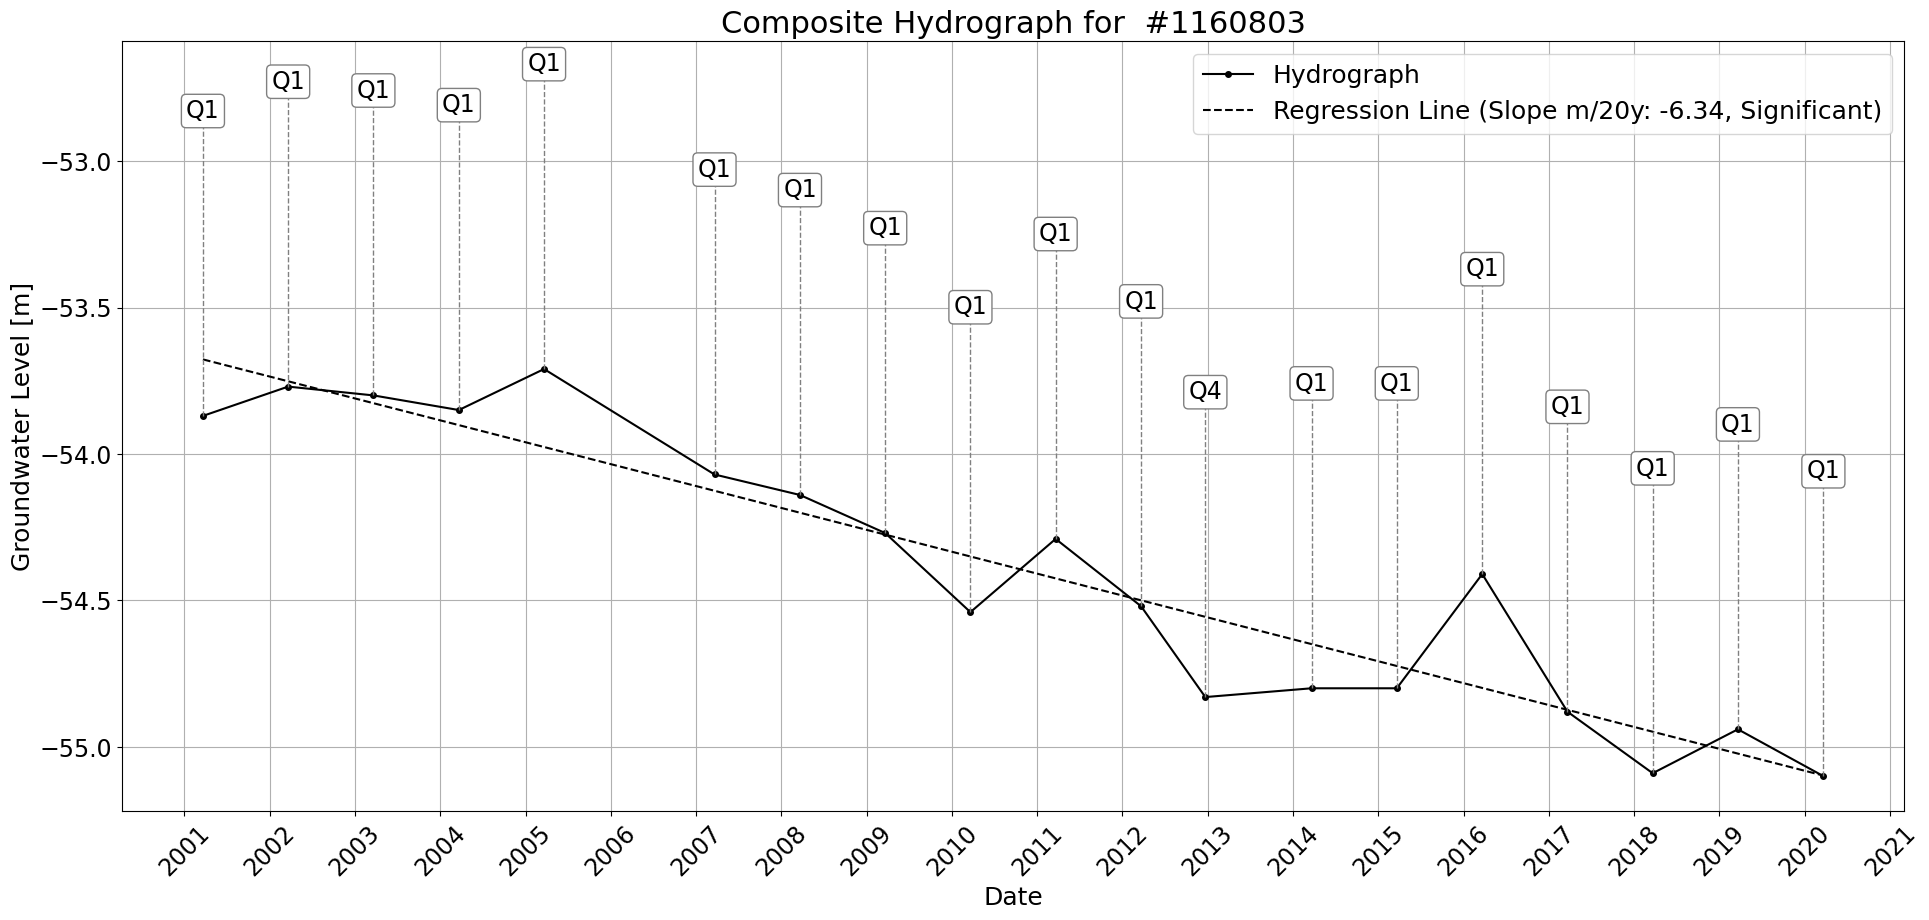 Composite Hydrograph for  #1160803
Hydrograph
Regression Line (Slope m/20y: -6.34, Significant)
Q1
Q1
Q1
Q1
Q1
Q1
Q1
Q1
Q1
Q1
Q1
Q4
Q1
Q1
Q1
Q1
Q1
Q1
Q1
Groundwater Level [m]
−53.0
−53.5
−54.0
−54.5
−55.0
2001
2002
2003
2004
2005
2006
2007
2008
2009
2010
2011
2012
2013
2014
2015
2016
2017
2018
2019
2020
2021
Date